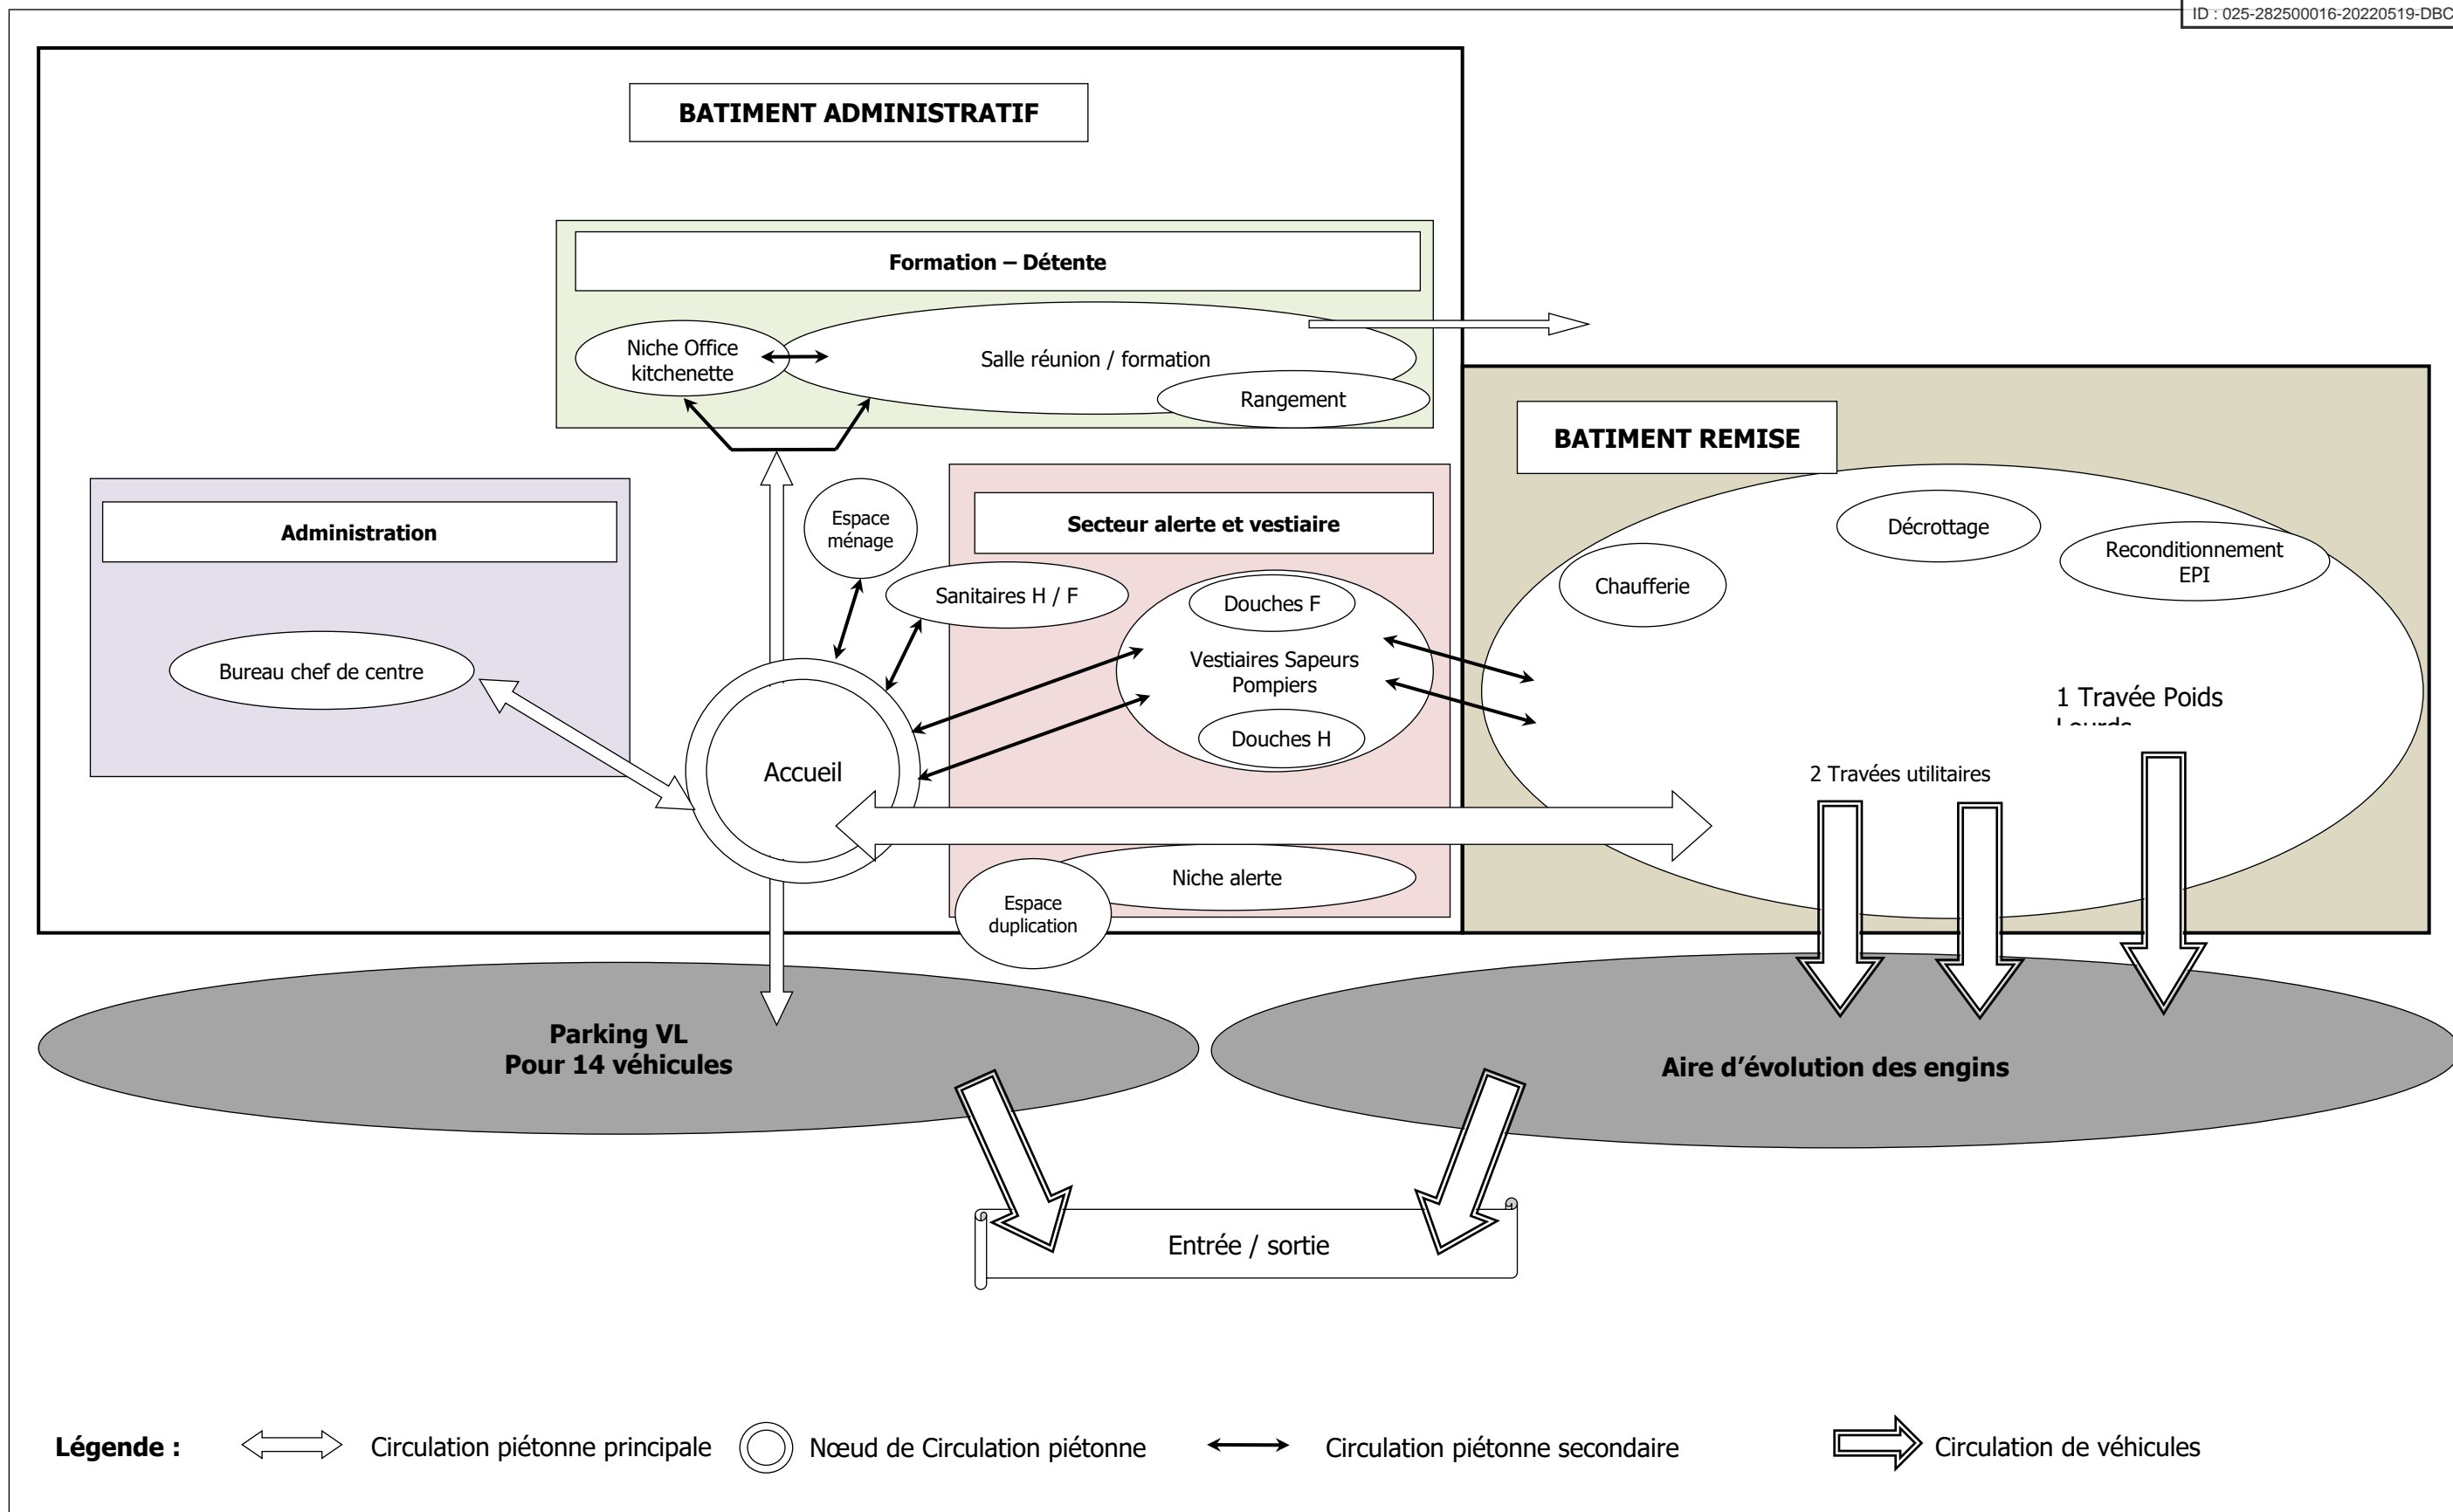 ID : 025-282500016-20220519-DBC
BATIMENT ADMINISTRATIF
Formation – Détente
Niche Office
kitchenette
Salle réunion / formation
Rangement
BATIMENT REMISE
Administration
Espace
ménage
Secteur alerte et vestiaire
Décrottage
Reconditionnement
EPI
Chaufferie
Sanitaires H / F
Douches F
Bureau chef de centre
Vestiaires Sapeurs
Pompiers
1 Travée Poids
Lourds
Douches H
Accueil
2 Travées utilitaires
Niche alerte
Espace
duplication
Parking VL
Pour 14 véhicules
Aire d’évolution des engins
Entrée / sortie
Légende :
Circulation piétonne principale
Nœud de Circulation piétonne
Circulation piétonne secondaire
Circulation de véhicules